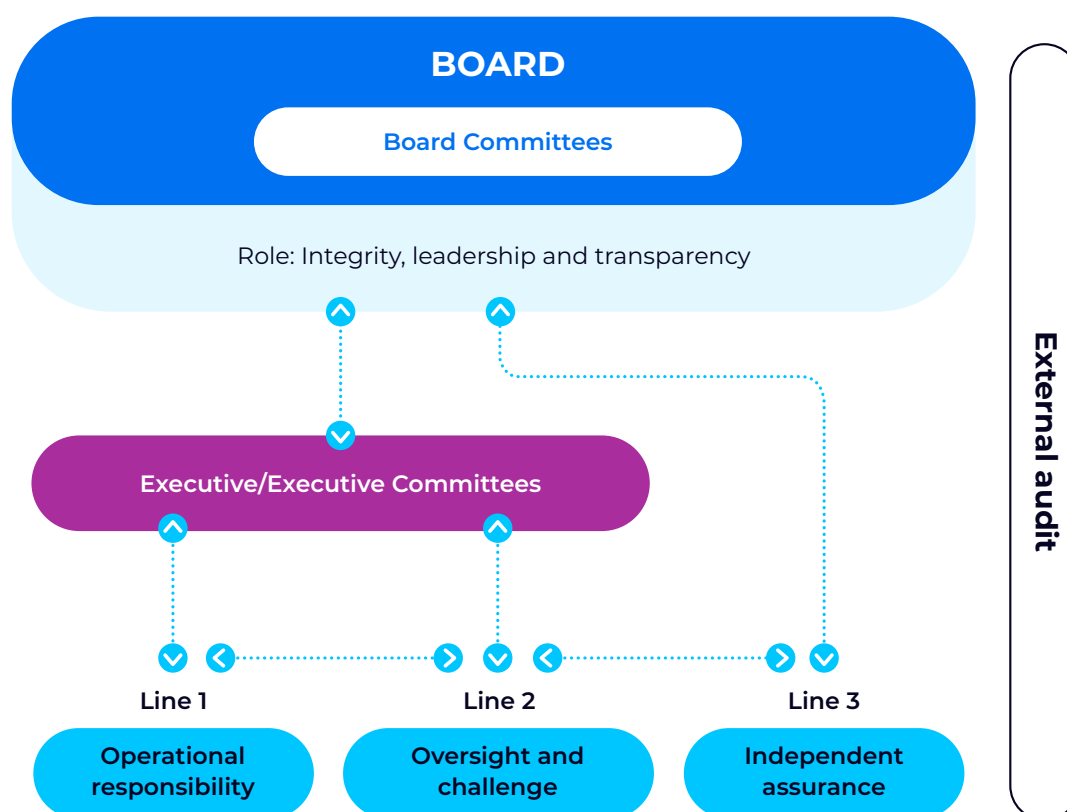 BOARD
Board Committees
Role: Integrity, leadership and transparency
Executive/Executive Committees
Line 1
Line 2
Line 3
Operational
responsibility
Oversight and
challenge
Independent
assurance
External audit